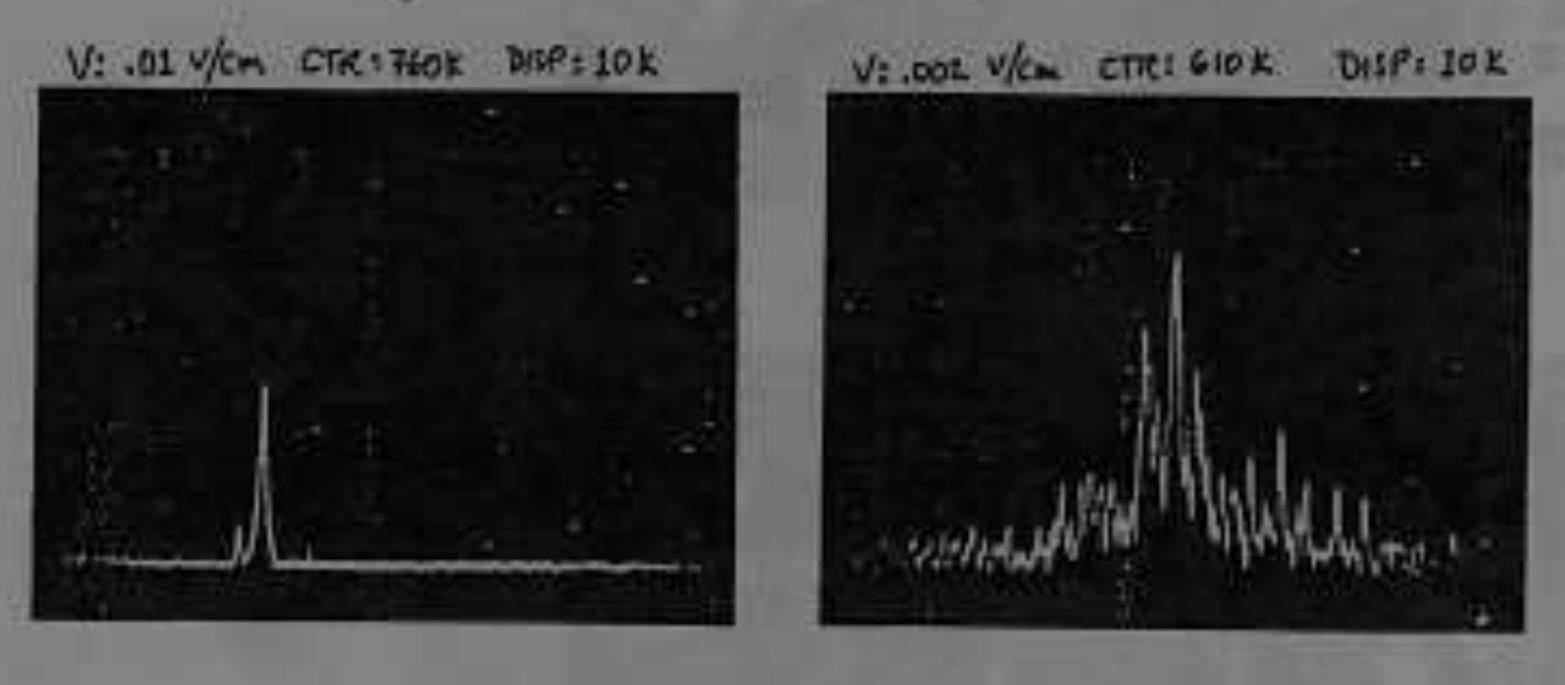 V: .01 V/cm CTR: 760K DISP: 10K
V: .002 V/cm CTR: 610K DISP: 10K